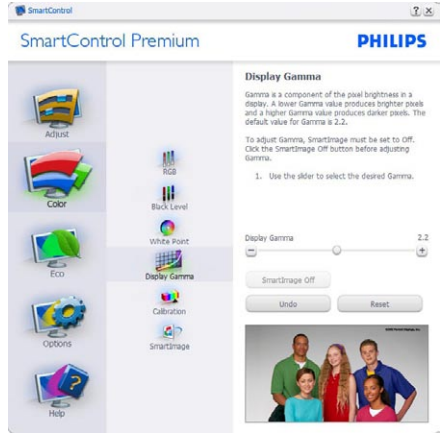 SmartControl
SmartControl Premium
PHILIPS
Adjust
Color
Eco
Options
Help
RGB
Black Level
White Point
Display Gamma
Calibration
SmartImage
Display Gamma
Gamma is a component of the pixel brightness in a
display. A lower Gamma value produces brighter pixels
and a higher Gamma value produces darker pixels. The
default value for Gamma is 2.2.
To adjust Gamma, SmartImage must be set to Off.
Click the SmartImage Off button before adjusting
Gamma.
1. Use the slider to select the desired Gamma.
Display Gamma 2.2
SmartImage Off
Undo Reset